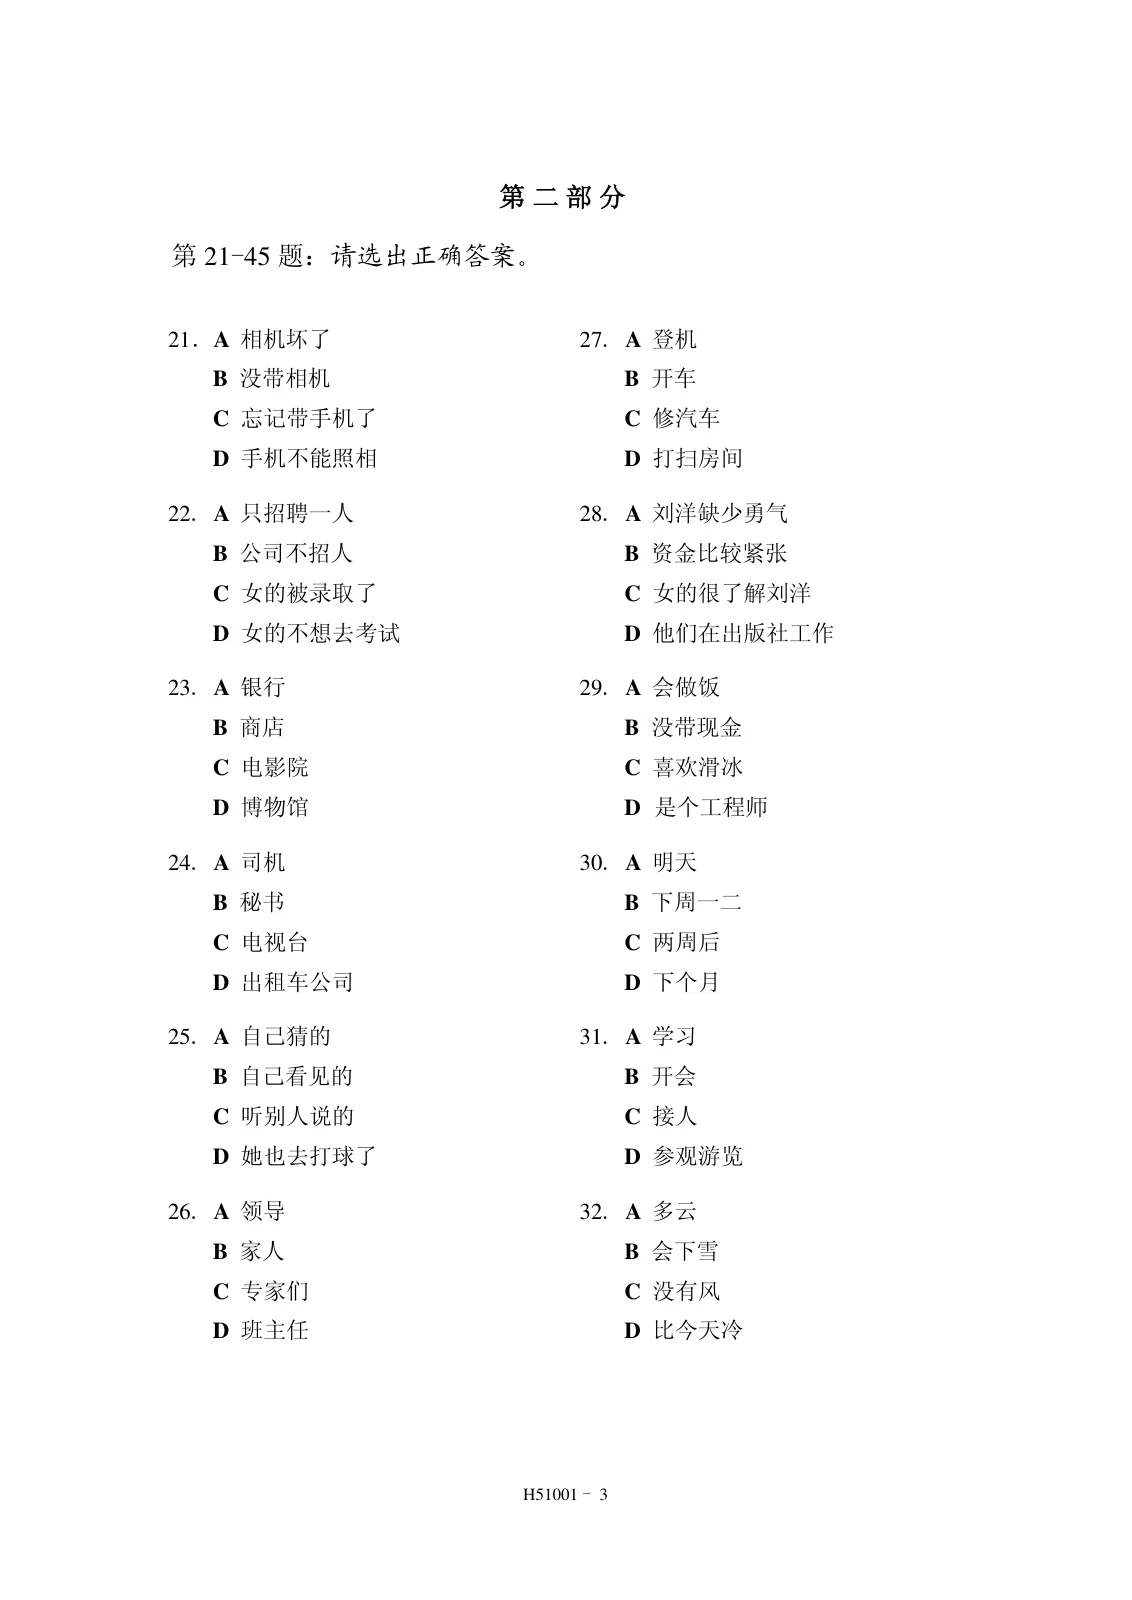 第二部分
第 21-45 题：请选出正确答案。
21. A 相机坏了
B 没带相机
C 忘记带手机了
D 手机不能照相
22. A 只招聘一人
B 公司不招人
C 女的被录取了
D 女的不想去考试
23. A 银行
B 商店
C 电影院
D 博物馆
24. A 司机
B 秘书
C 电视台
D 出租车公司
25. A 自己猜的
B 自己看见的
C 听别人说的
D 她也去打球了
26. A 领导
B 家人
C 专家们
D 班主任
27. A 登机
B 开车
C 修汽车
D 打扫房间
28. A 刘洋缺少勇气
B 资金比较紧张
C 女的很了解刘洋
D 他们在出版社工作
29. A 会做饭
B 没带现金
C 喜欢滑冰
D 是个工程师
30. A 明天
B 下周一二
C 两周后
D 下个月
31. A 学习
B 开会
C 接人
D 参观游览
32. A 多云
B 会下雪
C 没有风
D 比今天冷
H51001 - 3